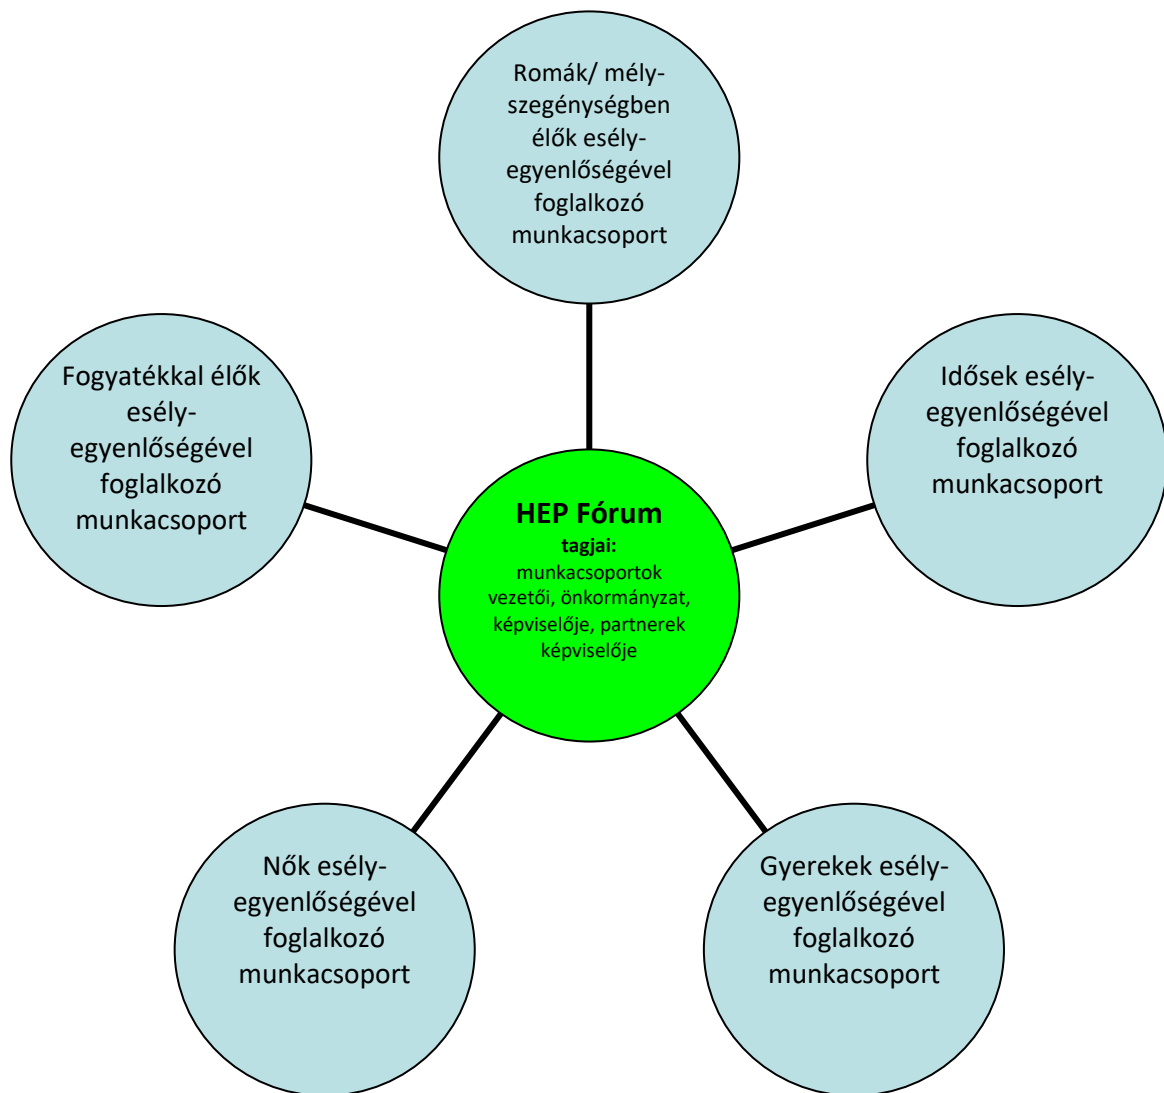 Romák/ mély-
szegénységben
élők esély-
egyenlőségével
foglalkozó
munkacsoport
Fogyatékkal élők
esély-
egyenlőségével
foglalkozó
munkacsoport
Idősek esély-
egyenlőségével
foglalkozó
munkacsoport
HEP Fórum
tagjai:
munkacsoportok
vezetői, önkormányzat,
képviselője, partnerek
képviselője
Nők esély-
egyenlőségével
foglalkozó
munkacsoport
Gyerekek esély-
egyenlőségével
foglalkozó
munkacsoport